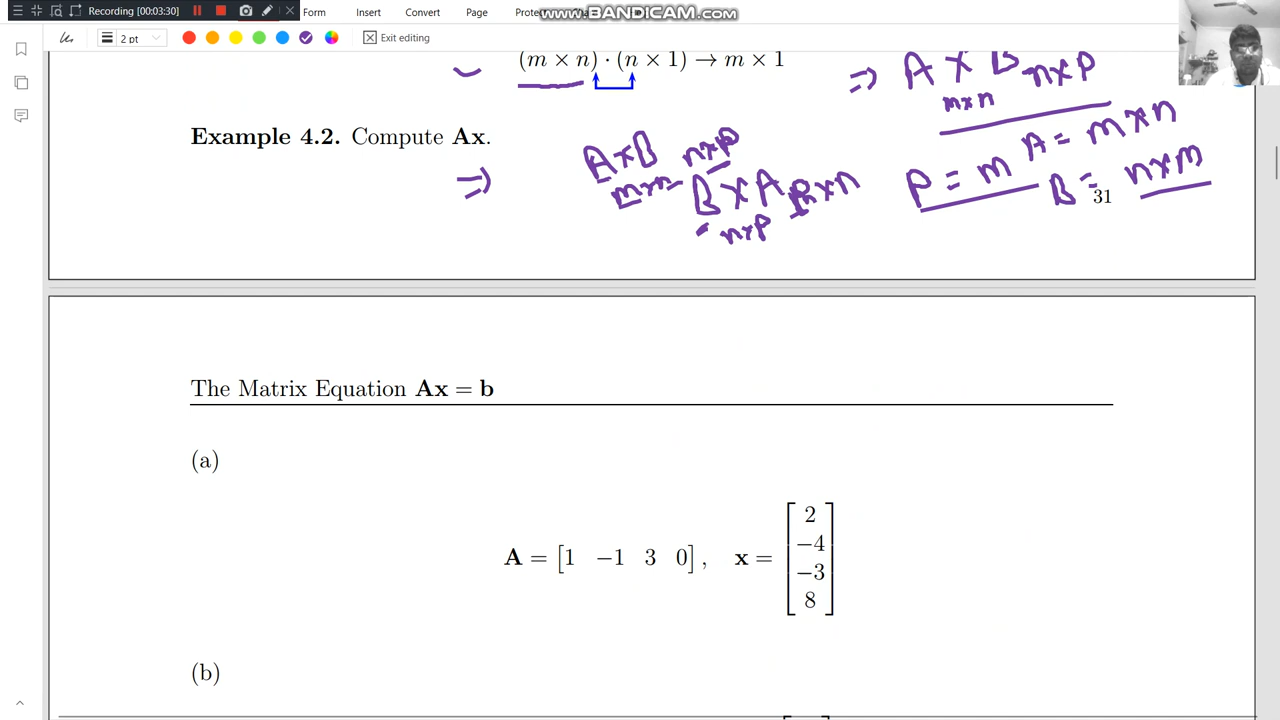 Recording [00:03:30]
Form Insert Convert Page Prote
www.BANDICAM.com
2 pt Exit editing
(m × n) · (n × 1) → m × 1
⇒ A × B n×p
m×n
Example 4.2. Compute Ax.
A×B n×p
m×n
⇒ B × A m×n
n×p
A = m×n
P = m B = n×m
31
The Matrix Equation Ax = b
(a)
A = [1 −1 3 0], x = [2
−4
−3
8]
(b)